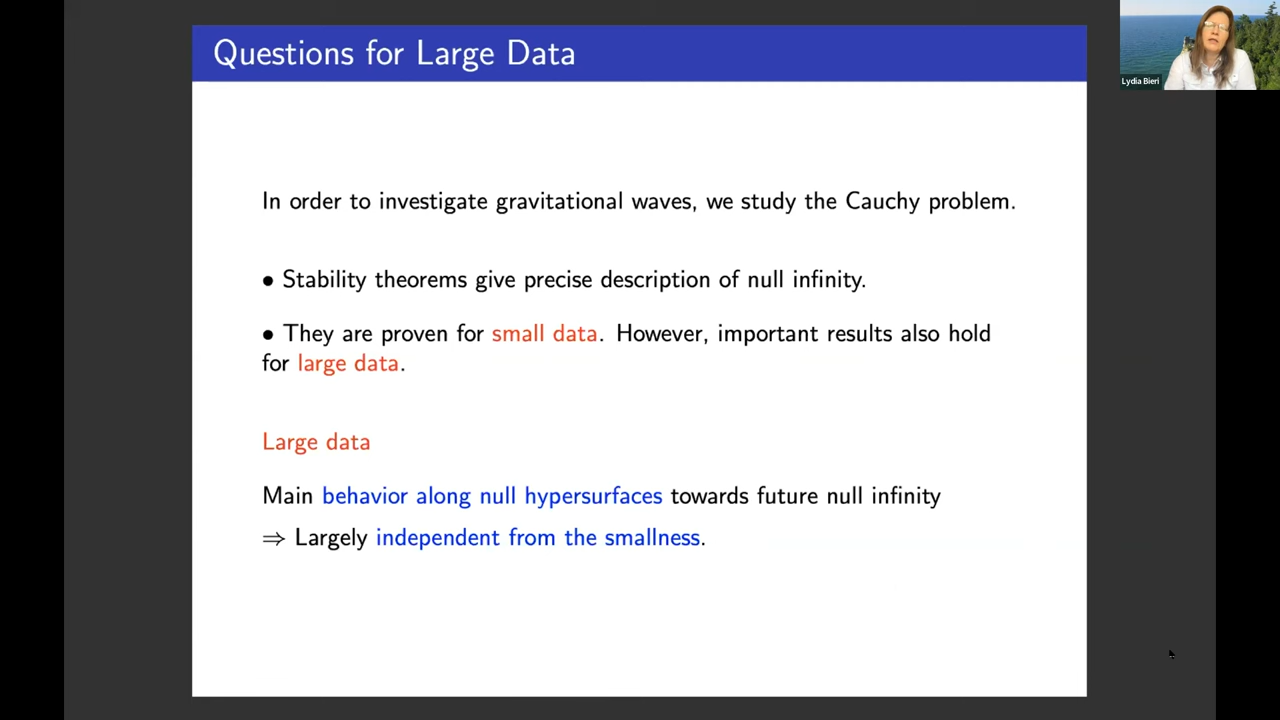 Questions for Large Data
Lydia Bieri
In order to investigate gravitational waves, we study the Cauchy problem.
• Stability theorems give precise description of null infinity.
• They are proven for small data. However, important results also hold
for large data.
Large data
Main behavior along null hypersurfaces towards future null infinity
⇒ Largely independent from the smallness.